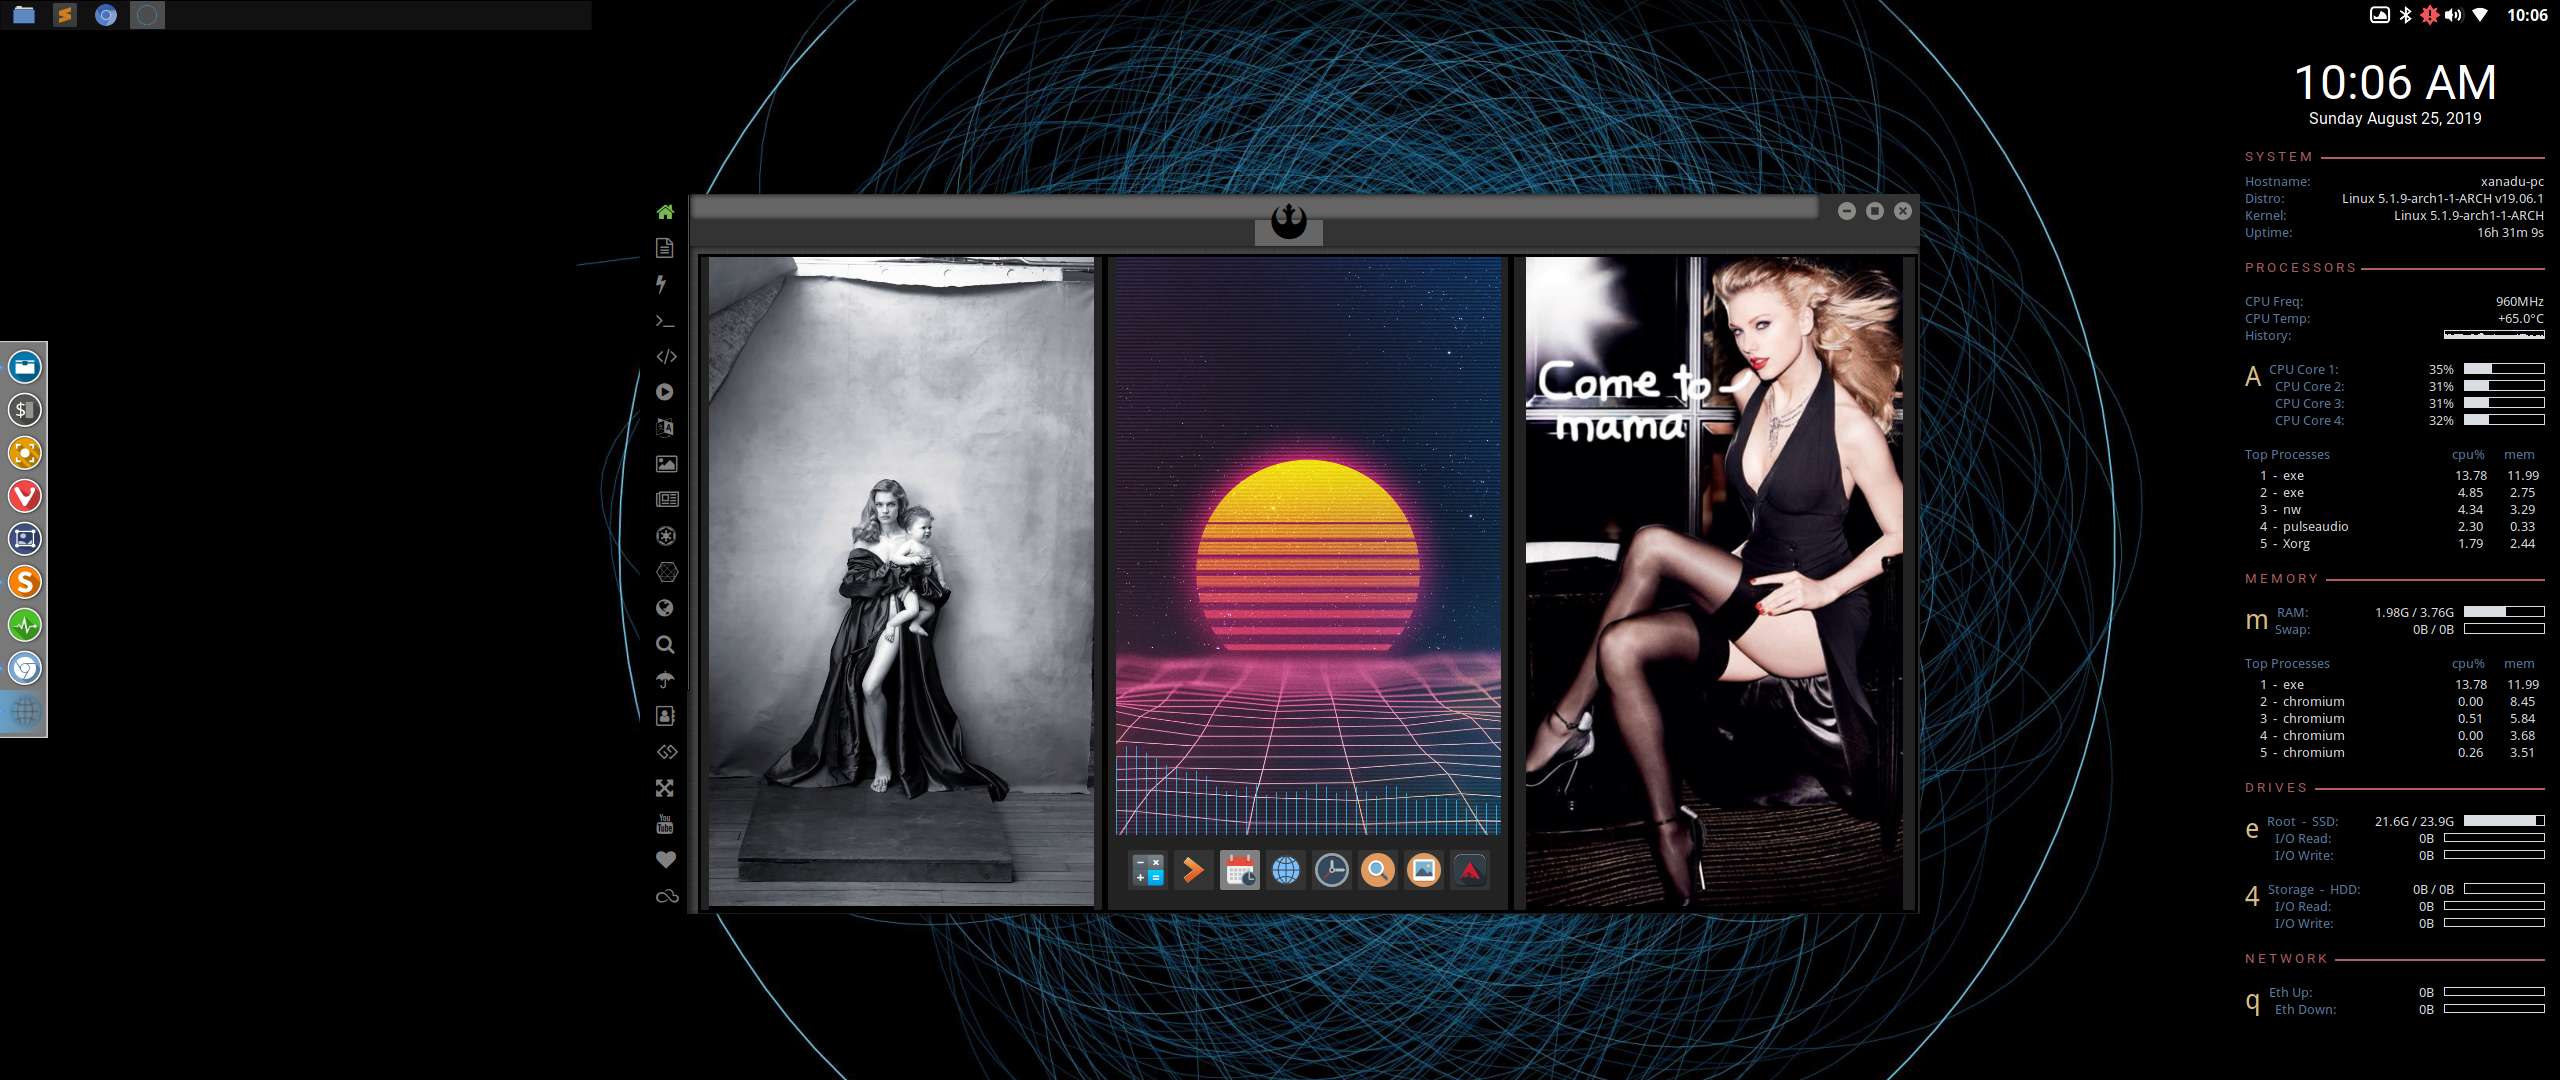 10:06
10:06 AM
Sunday August 25, 2019
SYSTEM
Hostname: xanadu-pc
Distro: Linux 5.1.9-arch1-1-ARCH v19.06.1
Kernel: Linux 5.1.9-arch1-1-ARCH
Uptime: 16h 31m 9s
PROCESSORS
CPU Freq: 960MHz
CPU Temp: +65.0°C
History:
A CPU Core 1: 35%
CPU Core 2: 31%
CPU Core 3: 31%
CPU Core 4: 32%
Top Processes cpu% mem
1 - exe 13.78 11.99
2 - exe 4.85 2.75
3 - nw 4.34 3.29
4 - pulseaudio 2.30 0.33
5 - Xorg 1.79 2.44
MEMORY
m RAM: 1.98G / 3.76G
Swap: 0B / 0B
Top Processes cpu% mem
1 - exe 13.78 11.99
2 - chromium 0.00 8.45
3 - chromium 0.51 5.84
4 - chromium 0.00 3.68
5 - chromium 0.26 3.51
DRIVES
e Root - SSD: 21.6G / 23.9G
I/O Read: 0B
I/O Write: 0B
4 Storage - HDD: 0B / 0B
I/O Read: 0B
I/O Write: 0B
NETWORK
q Eth Up: 0B
Eth Down: 0B
Come to
mama
You
Tube